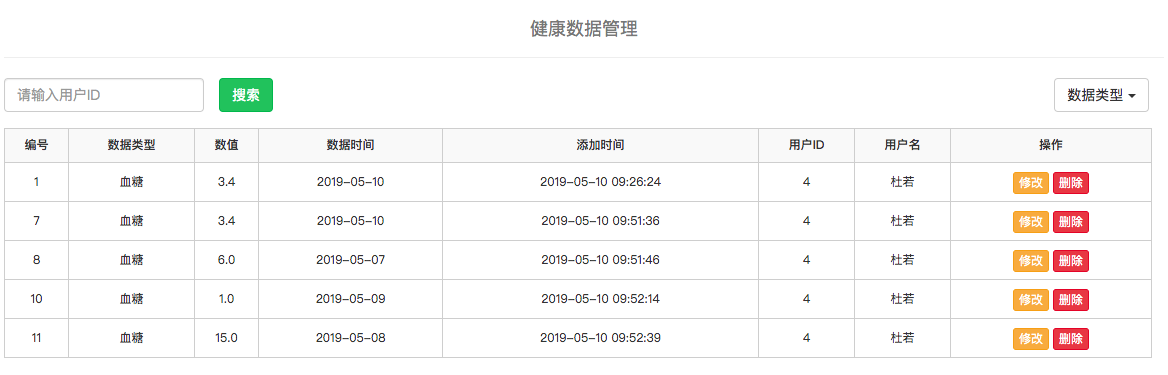 健康数据管理
请输入用户ID 搜索 数据类型
编号 数据类型 数值 数据时间 添加时间 用户ID 用户名 操作
1 血糖 3.4 2019-05-10 2019-05-10 09:26:24 4 杜若 修改 删除
7 血糖 3.4 2019-05-10 2019-05-10 09:51:36 4 杜若 修改 删除
8 血糖 6.0 2019-05-07 2019-05-10 09:51:46 4 杜若 修改 删除
10 血糖 1.0 2019-05-09 2019-05-10 09:52:14 4 杜若 修改 删除
11 血糖 15.0 2019-05-08 2019-05-10 09:52:39 4 杜若 修改 删除